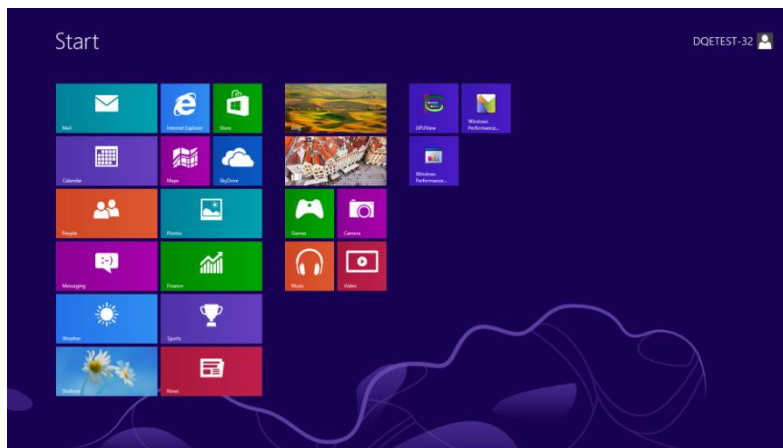 Start
DQETEST-32
Mail
Internet Explorer
Store
Bing
GPUView
Windows
Performance...
Calendar
Maps
SkyDrive
Windows
Performance...
People
Photos
Games
Camera
Messaging
Finance
Music
Video
Weather
Sports
Desktop
News